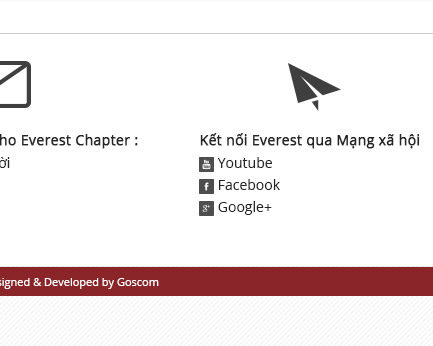 ho Everest Chapter :
ời
Kết nối Everest qua Mạng xã hội
Youtube
Facebook
Google+
signed & Developed by Goscom